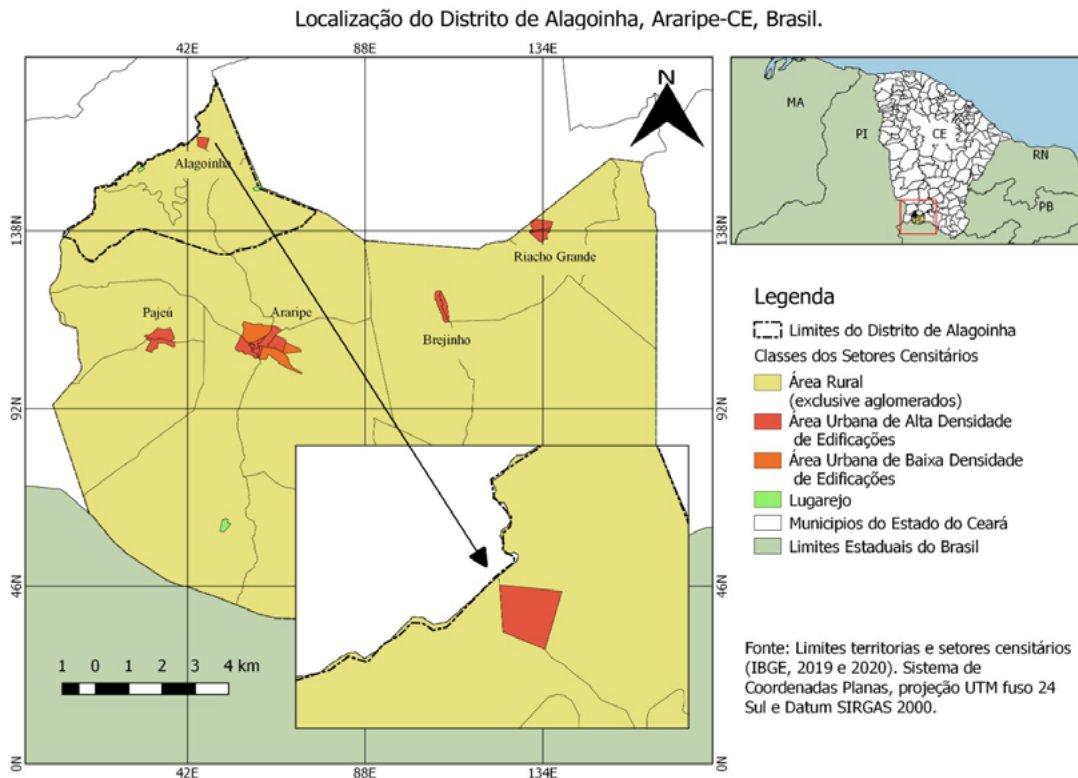 Localização do Distrito de Alagoinha, Araripe-CE, Brasil.
42E
88E
134E
N
MA
PI
CE
RN
PB
Alagoinha
138N
138N
Riacho Grande
Pajeú
Araripe
Brejinho
92N
92N
46N
46N
1 0 1 2 3 4 km
0N
0N
42E
88E
134E
Legenda
Limites do Distrito de Alagoinha
Classes dos Setores Censitários
Área Rural
(exclusive aglomerados)
Área Urbana de Alta Densidade
de Edificações
Área Urbana de Baixa Densidade
de Edificações
Lugarejo
Municipios do Estado do Ceará
Limites Estaduais do Brasil
Fonte: Limites territorias e setores censitários
(IBGE, 2019 e 2020). Sistema de
Coordenadas Planas, projeção UTM fuso 24
Sul e Datum SIRGAS 2000.